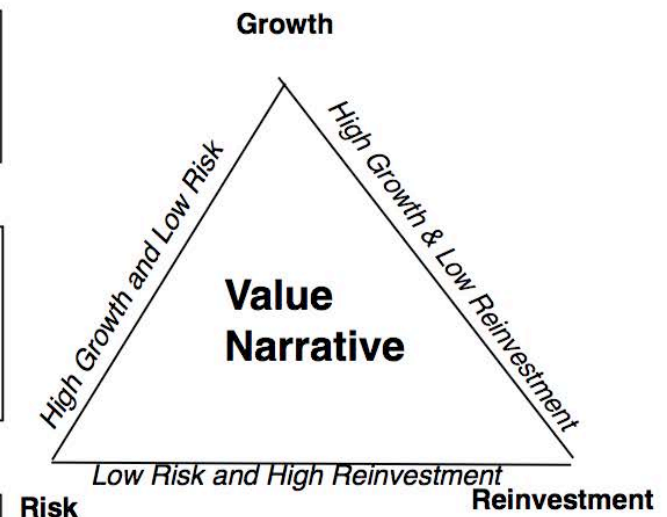 Growth
High Growth and Low Risk
High Growth & Low Reinvestment
Value
Narrative
Low Risk and High Reinvestment
Risk
Reinvestment